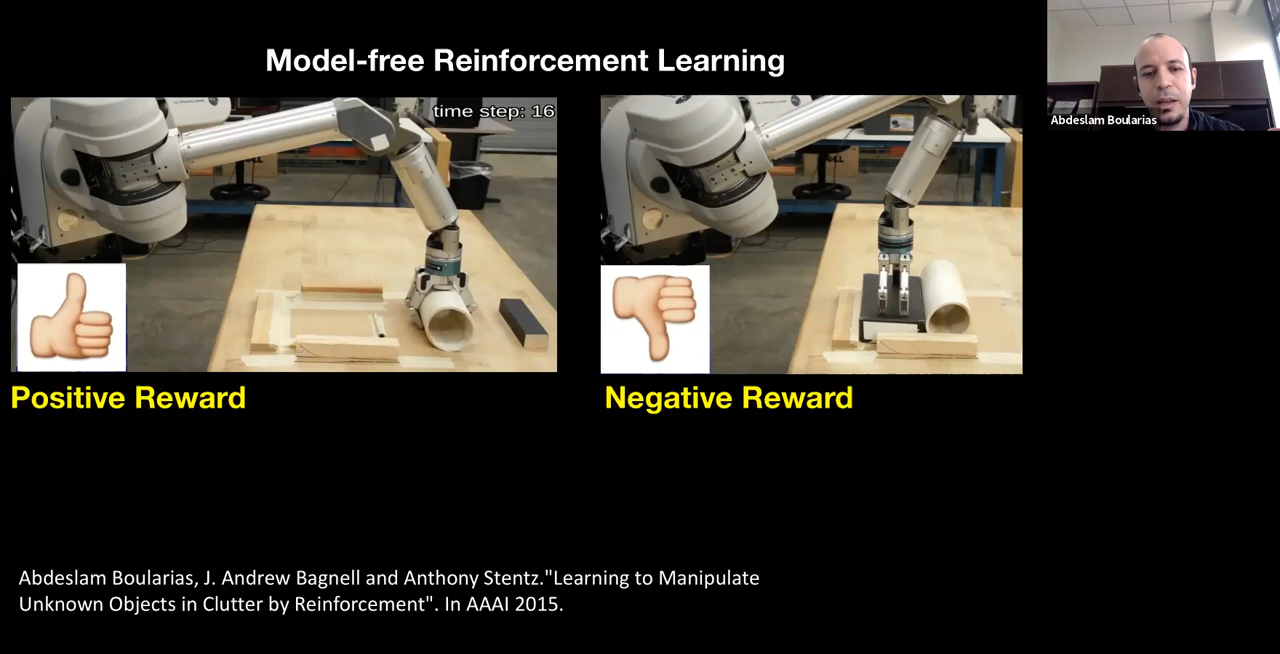 Model-free Reinforcement Learning
time step: 16
Abdeslam Boularias
Positive Reward
Negative Reward
Abdeslam Boularias, J. Andrew Bagnell and Anthony Stentz."Learning to Manipulate
Unknown Objects in Clutter by Reinforcement". In AAAI 2015.